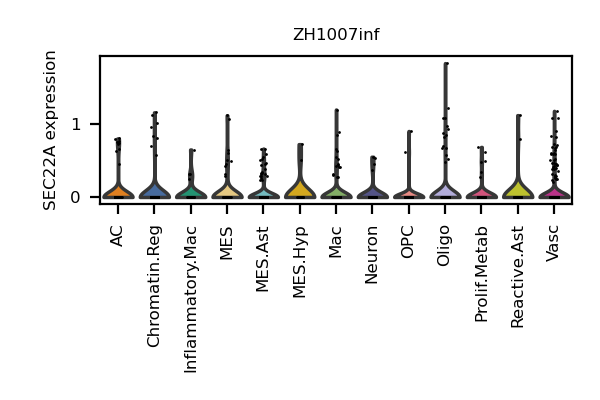 ZH1007inf
SEC22A expression
1
0
AC
Chromatin.Reg
Inflammatory.Mac
MES
MES.Ast
MES.Hyp
Mac
Neuron
OPC
Oligo
Prolif.Metab
Reactive.Ast
Vasc